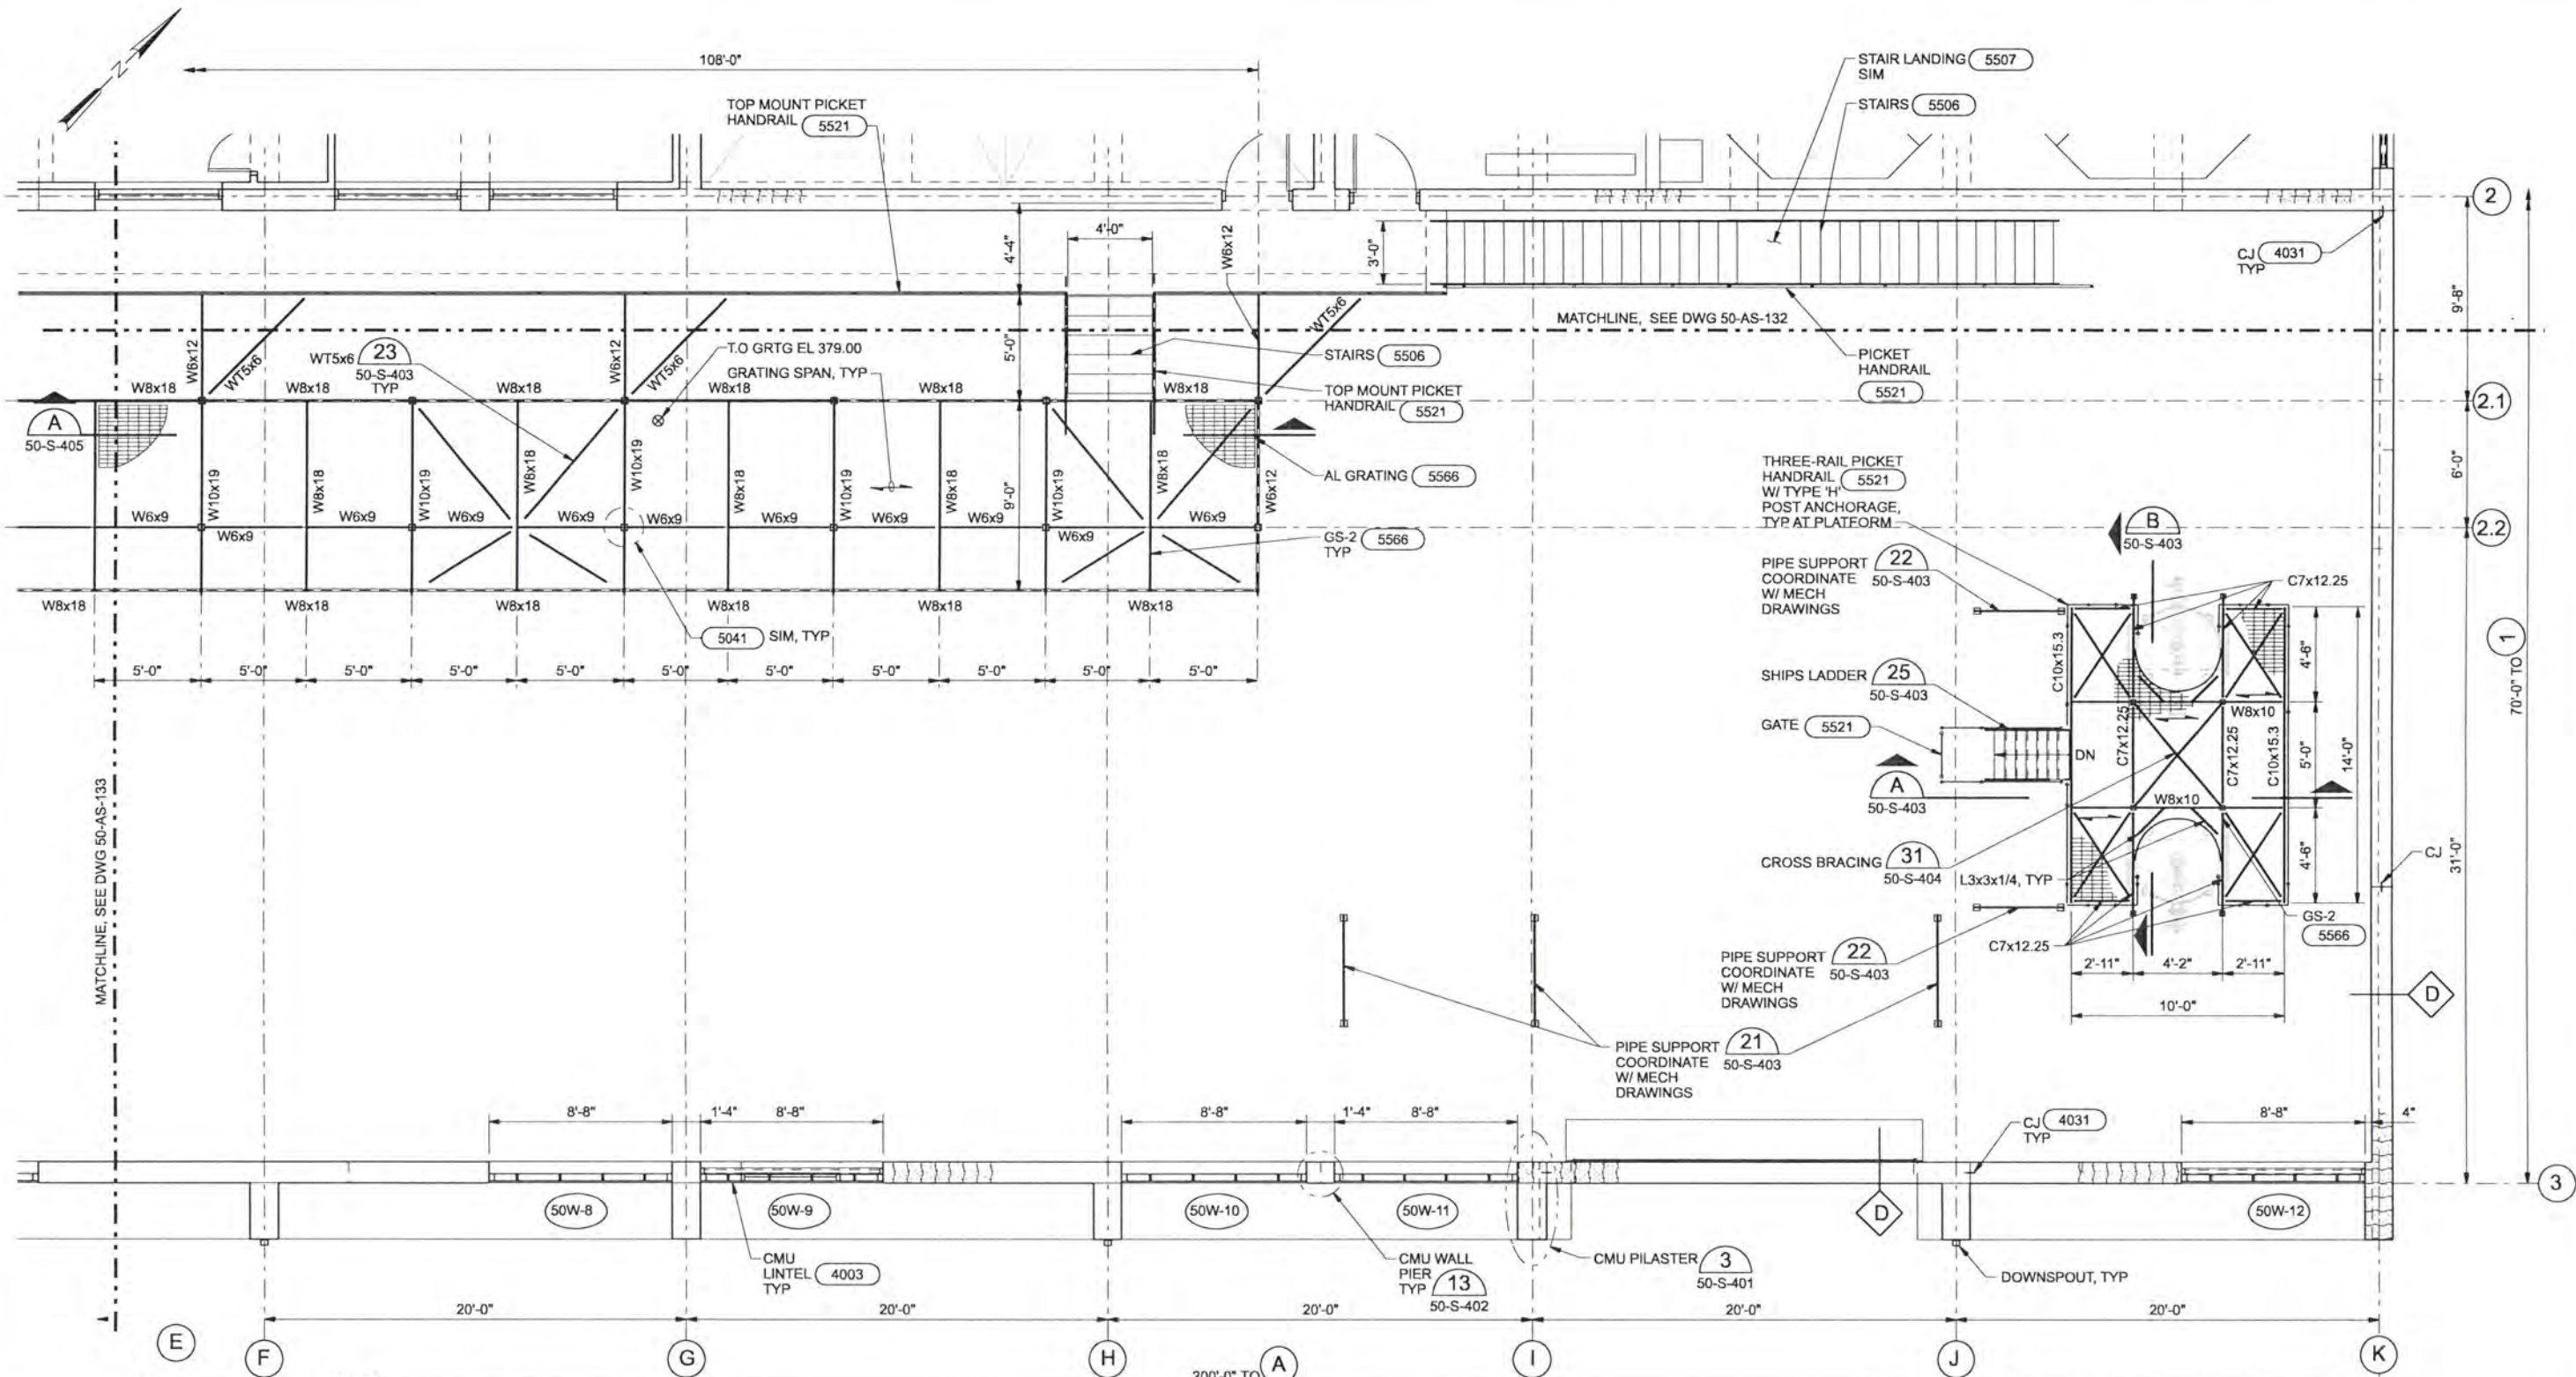 N
108'-0"
TOP MOUNT PICKET
HANDRAIL 5521
STAIR LANDING 5507
SIM
STAIRS 5506
2
4'-4"
4'-0"
W6x12
3'-0"
CJ 4031
TYP
9'-8"
MATCHLINE, SEE DWG 50-AS-132
W6x12
WT5x6
WT5x6 23
50-S-403
TYP
W6x12
WT5x6
T.O GRTG EL 379.00
GRATING SPAN, TYP
5'-0"
WT5x6
STAIRS 5506
TOP MOUNT PICKET
HANDRAIL 5521
PICKET
HANDRAIL
5521
W8x18
W8x18
W8x18
W8x18
W8x18
W8x18
2.1
A
50-S-405
W10x19
W8x18
W10x19
W8x18
W10x19
W8x18
W10x19
W8x18
W10x19
W8x18
W6x12
9'-0"
AL GRATING 5566
6'-0"
W6x9
W6x9
W6x9
W6x9
W6x9
W6x9
W6x9
W6x9
W6x9
W6x9
W6x9
2.2
GS-2 5566
TYP
W8x18
W8x18
W8x18
W8x18
W8x18
W8x18
5041 SIM, TYP
5'-0"
5'-0"
5'-0"
5'-0"
5'-0"
5'-0"
5'-0"
5'-0"
5'-0"
5'-0"
5'-0"
THREE-RAIL PICKET
HANDRAIL 5521
W/ TYPE 'H'
POST ANCHORAGE,
TYP AT PLATFORM
B
50-S-403
PIPE SUPPORT 22
COORDINATE 50-S-403
W/ MECH
DRAWINGS
C7x12.25
C10x15.3
4'-6"
1
70'-0" TO
SHIPS LADDER 25
50-S-403
W8x10
GATE 5521
DN
C7x12.25
C7x12.25
C10x15.3
5'-0"
14'-0"
A
50-S-403
W8x10
CROSS BRACING 31
50-S-404
L3x3x1/4, TYP
4'-6"
CJ
31'-0"
MATCHLINE, SEE DWG 50-AS-133
C7x12.25
GS-2
5566
PIPE SUPPORT 22
COORDINATE 50-S-403
W/ MECH
DRAWINGS
2'-11"
4'-2"
2'-11"
10'-0"
D
PIPE SUPPORT 21
COORDINATE 50-S-403
W/ MECH
DRAWINGS
8'-8"
1'-4"
8'-8"
8'-8"
1'-4"
8'-8"
CJ 4031
TYP
8'-8"
4"
3
50W-8
50W-9
50W-10
50W-11
D
50W-12
CMU
LINTEL 4003
TYP
CMU WALL
PIER
TYP 13
50-S-402
CMU PILASTER 3
50-S-401
DOWNSPOUT, TYP
20'-0"
20'-0"
20'-0"
20'-0"
20'-0"
E
F
G
H
200'-0" TO A
I
J
K